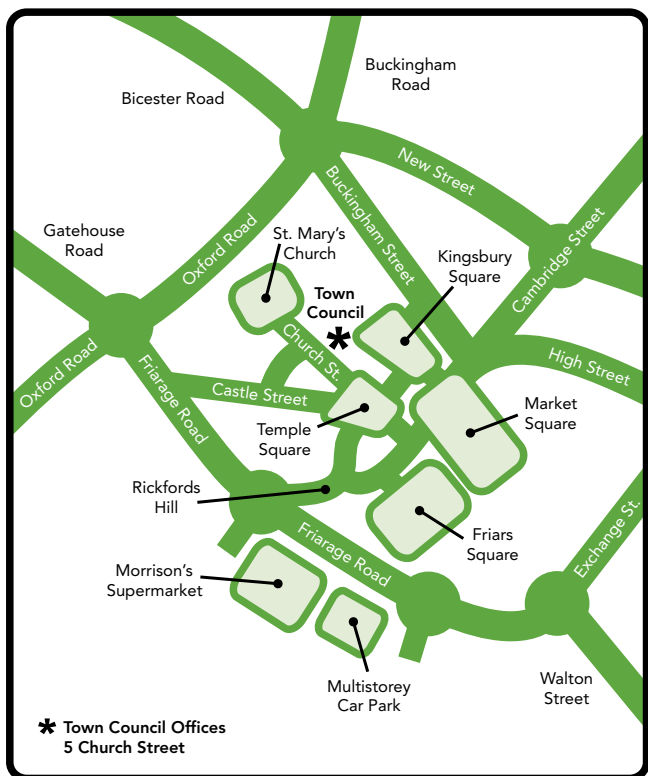 Buckingham
Road
Bicester Road
New Street
Buckingham Street
Cambridge Street
Gatehouse
Road
Oxford Road
St. Mary's
Church
Kingsbury
Square
Town
Council
*
Church St.
High Street
Oxford Road
Friarage Road
Castle Street
Market
Square
Temple
Square
Rickfords
Hill
Friars
Square
Exchange St.
Friarage Road
Morrison's
Supermarket
Walton
Street
Multistorey
Car Park
* Town Council Offices
5 Church Street